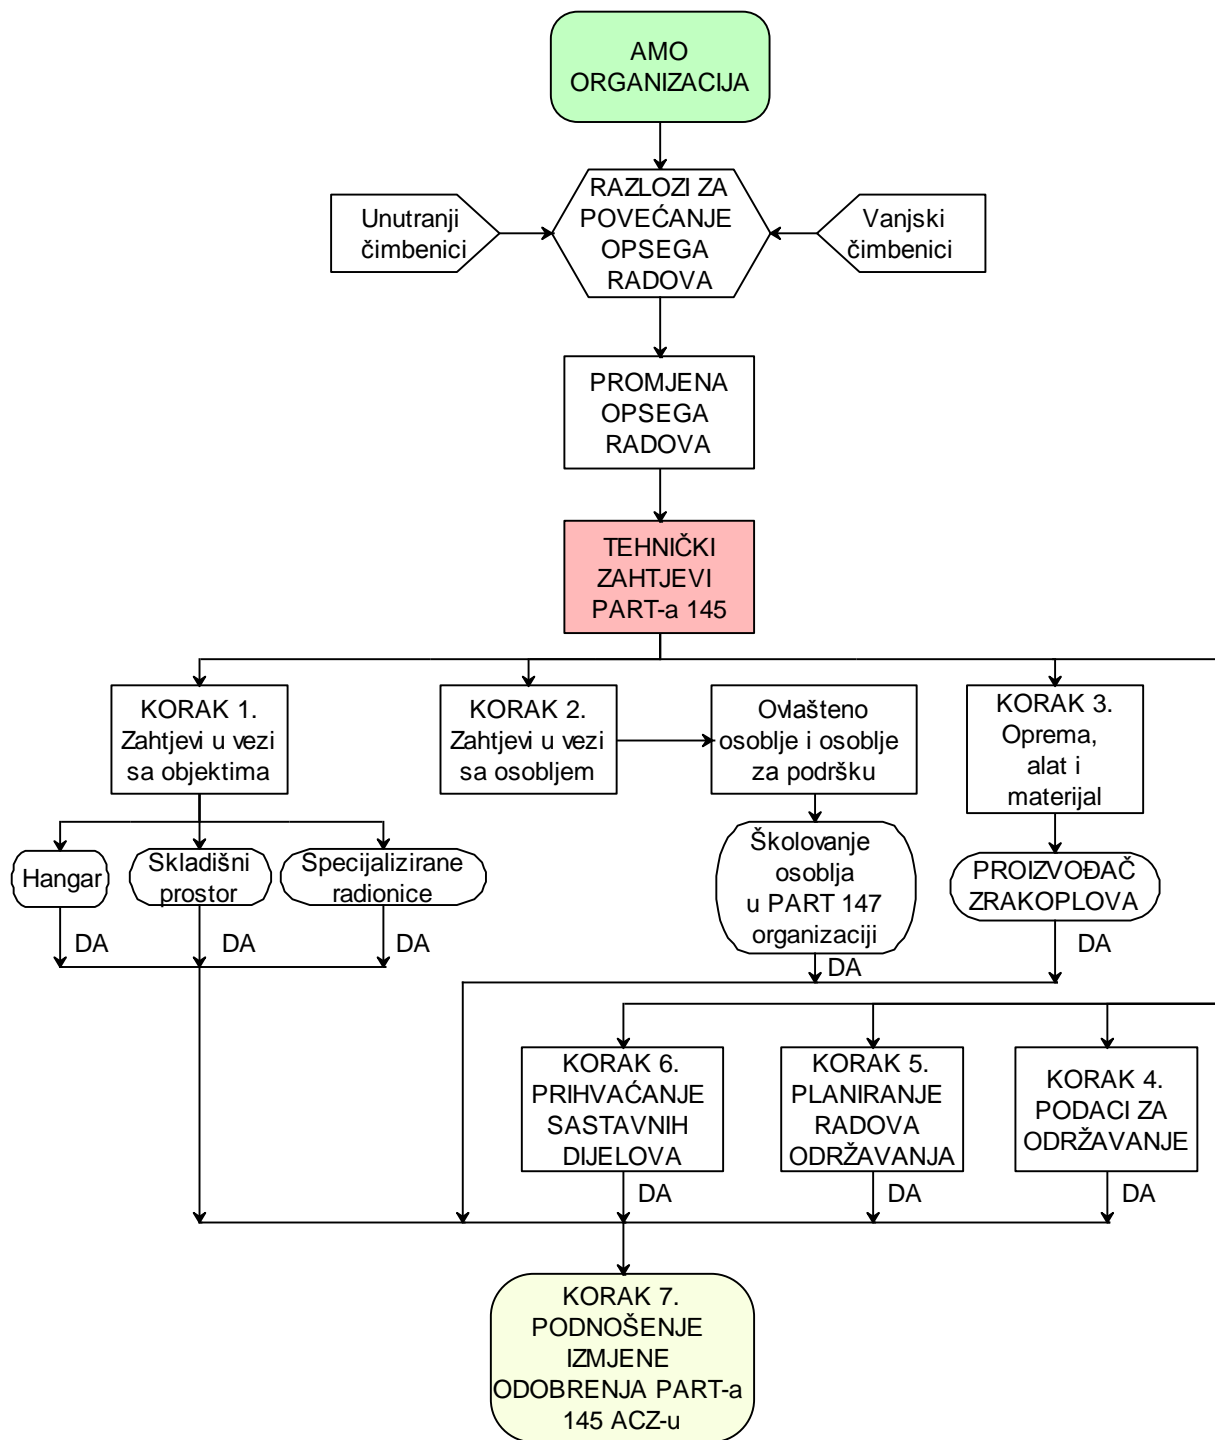 AMO
ORGANIZACIJA
RAZLOZI ZA
POVEĆANJE
OPSEGA
RADOVA
Unutranji
čimbenici
Vanjski
čimbenici
PROMJENA
OPSEGA
RADOVA
TEHNIČKI
ZAHTJEVI
PART-a 145
KORAK 1.
Zahtjevi u vezi
sa objektima
KORAK 2.
Zahtjevi u vezi
sa osobljem
Ovlašteno
osoblje i osoblje
za podršku
KORAK 3.
Oprema,
alat i
materijal
Hangar
Skladišni
prostor
Specijalizirane
radionice
Školovanje
osoblja
u PART 147
organizaciji
PROIZVOĐAČ
ZRAKOPLOVA
DA
DA
DA
DA
DA
KORAK 6.
PRIHVAĆANJE
SASTAVNIH
DIJELOVA
KORAK 5.
PLANIRANJE
RADOVA
ODRŽAVANJA
KORAK 4.
PODACI ZA
ODRŽAVANJE
DA
DA
DA
KORAK 7.
PODNOŠENJE
IZMJENE
ODOBRENJA PART-a
145 ACZ-u